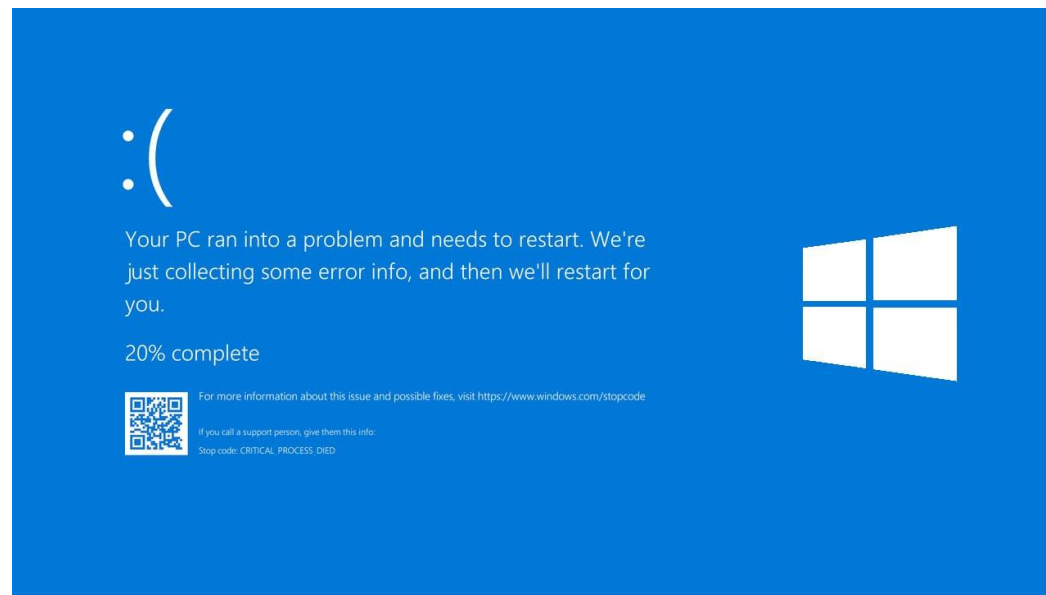 :(
Your PC ran into a problem and needs to restart. We're
just collecting some error info, and then we'll restart for
you.
20% complete
For more information about this issue and possible fixes, visit https://www.windows.com/stopcode
If you call a support person, give them this info:
Stop code: CRITICAL_PROCESS_DIED